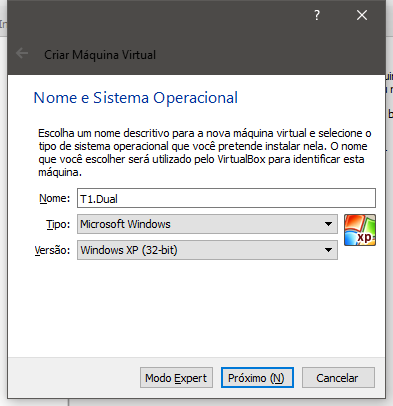 In
?
Criar Máquina Virtual
Nome e Sistema Operacional
Escolha um nome descritivo para a nova máquina virtual e selecione o
tipo de sistema operacional que você pretende instalar nela. O nome
que você escolher será utilizado pelo VirtualBox para identificar esta
máquina.
Nome: T1.Dual
Tipo: Microsoft Windows
xp
Versão: Windows XP (32-bit)
Modo Expert
Próximo (N)
Cancelar